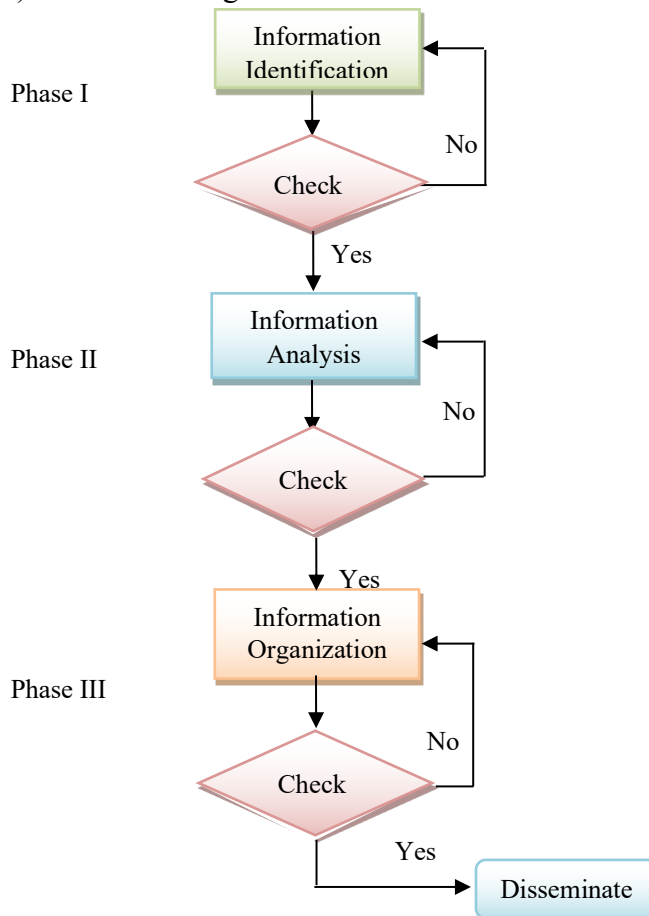 Information
Identification
Phase I
No
Check
Yes
Information
Analysis
Phase II
No
Check
Yes
Information
Organization
Phase III
No
Check
Yes
Disseminate